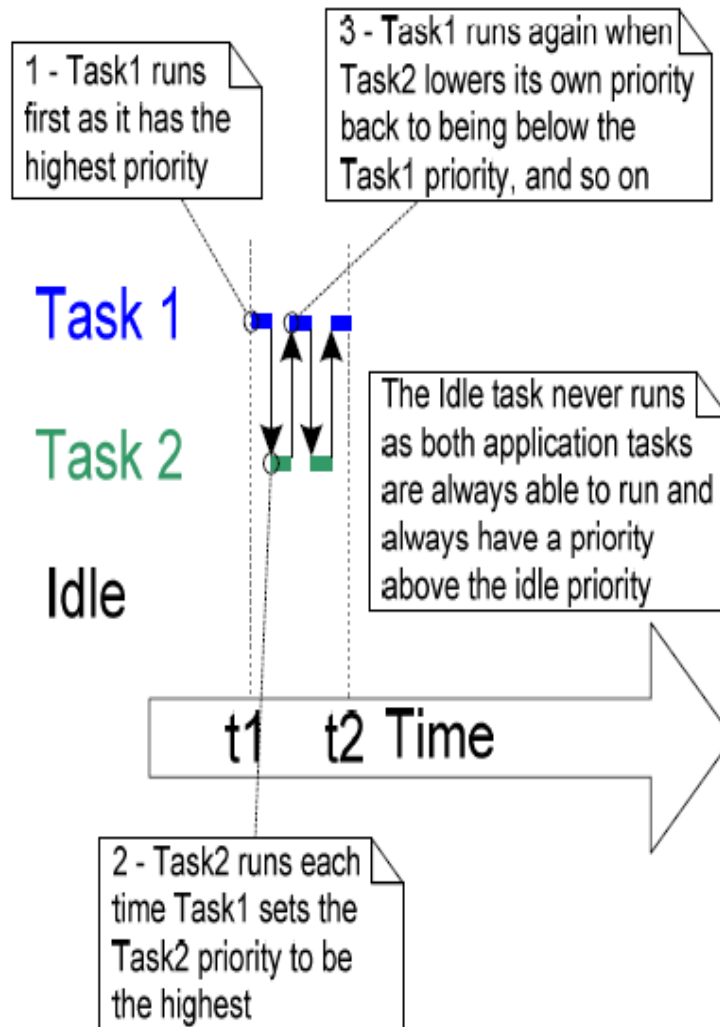 1 - Task1 runs
first as it has the
highest priority
3 - Task1 runs again when
Task2 lowers its own priority
back to being below the
Task1 priority, and so on
Task 1
Task 2
The Idle task never runs
as both application tasks
are always able to run and
always have a priority
above the idle priority
Idle
t1 t2 Time
2 - Task2 runs each
time Task1 sets the
Task2 priority to be
the highest